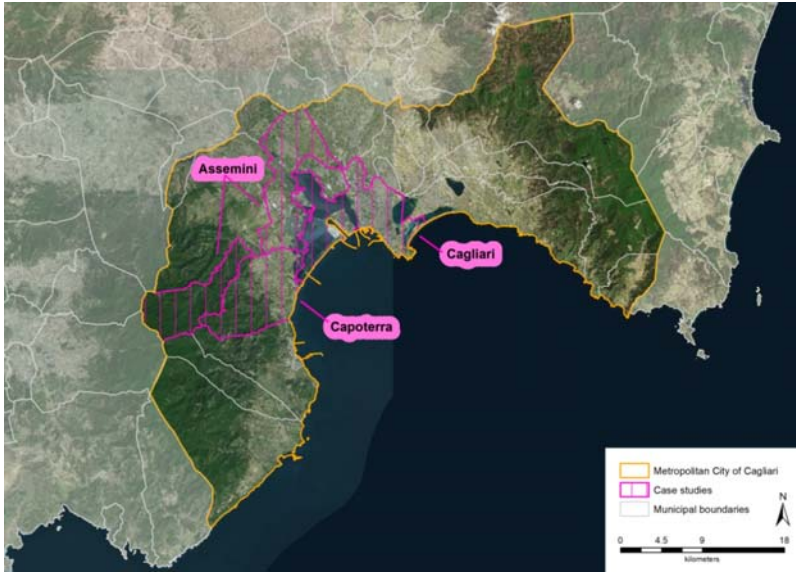 Assemini
Cagliari
Capoterra
Metropolitan City of Cagliari
Case studies
Municipal boundaries
N
0 4.5 9 18
kilometers